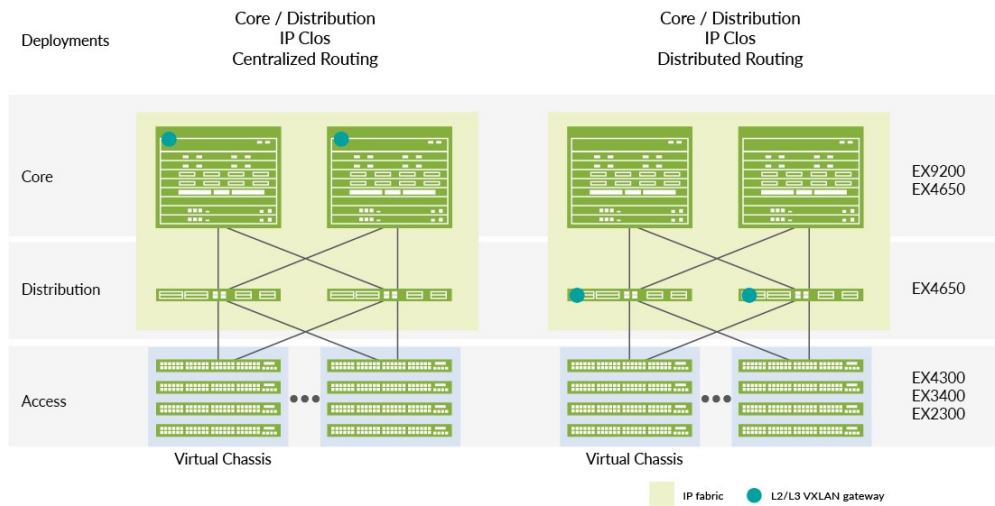 Deployments
Core / Distribution
IP Clos
Centralized Routing
Core / Distribution
IP Clos
Distributed Routing
Core
EX9200
EX4650
Distribution
EX4650
Access
EX4300
EX3400
EX2300
Virtual Chassis
Virtual Chassis
IP fabric
L2/L3 VXLAN gateway